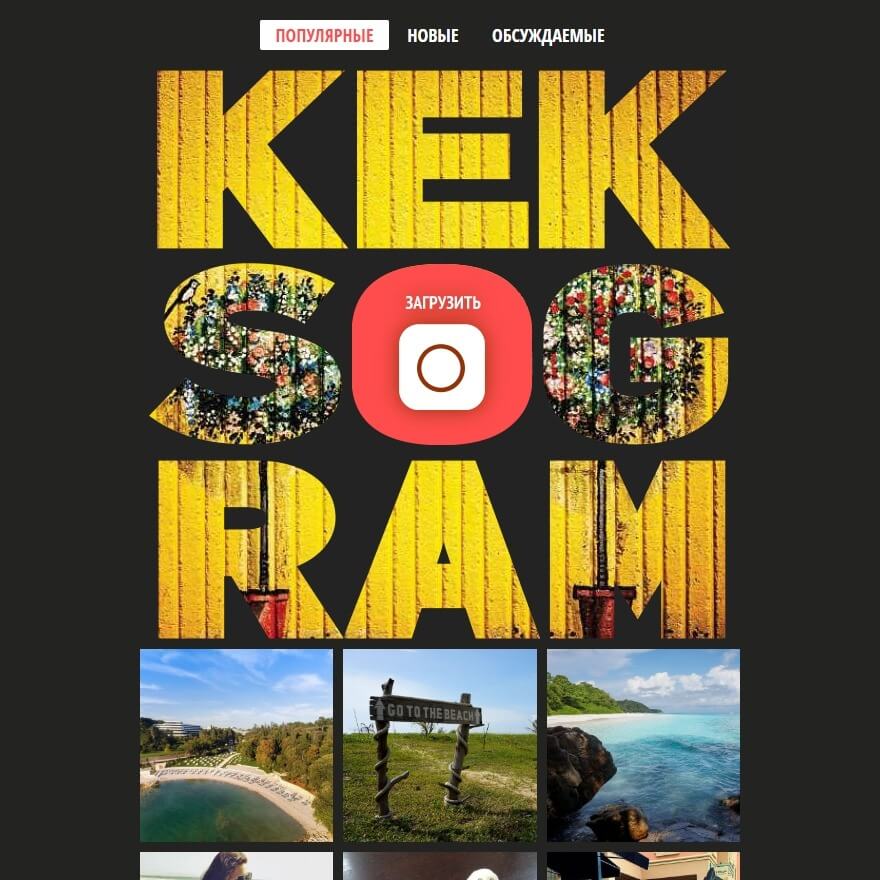 ПОПУЛЯРНЫЕ НОВЫЕ ОБСУЖДАЕМЫЕ
KEK
SOG
ЗАГРУЗИТЬ
RAM
GO TO THE BEACH